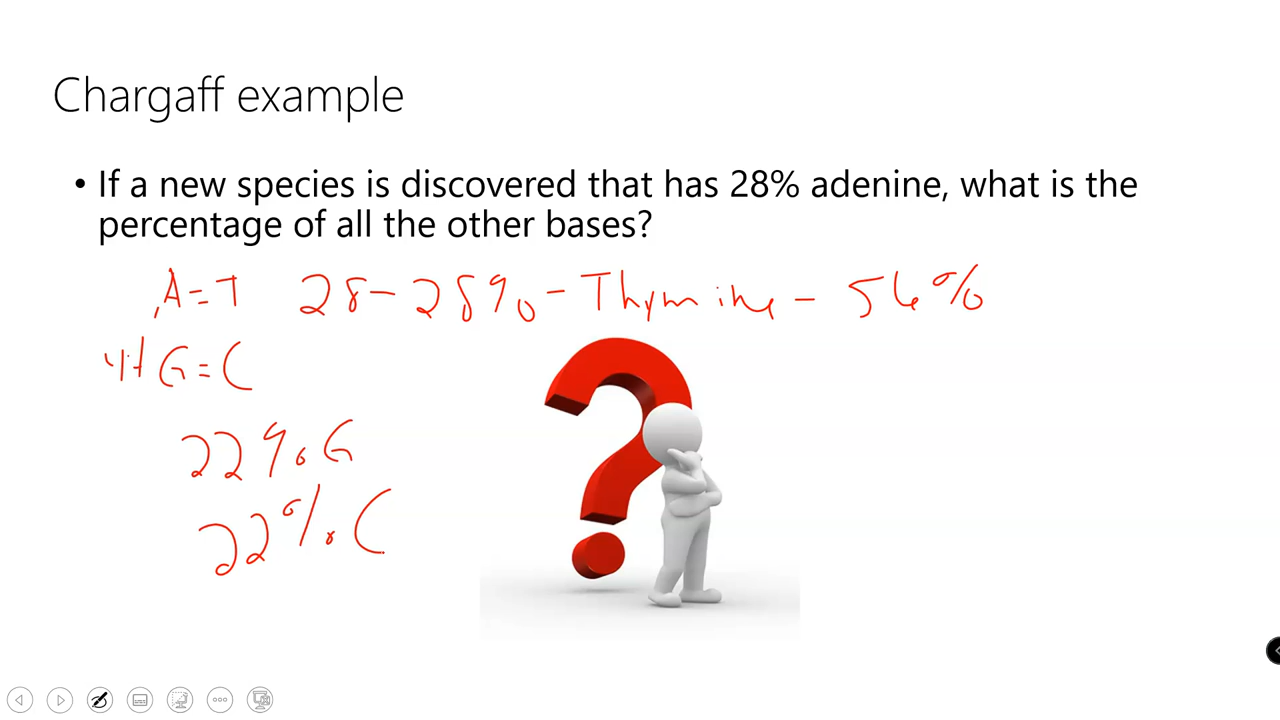 Chargaff example
• If a new species is discovered that has 28% adenine, what is the
percentage of all the other bases?
A=T 28-28%-Thymine-56%
44 G=C
22% G
22% C